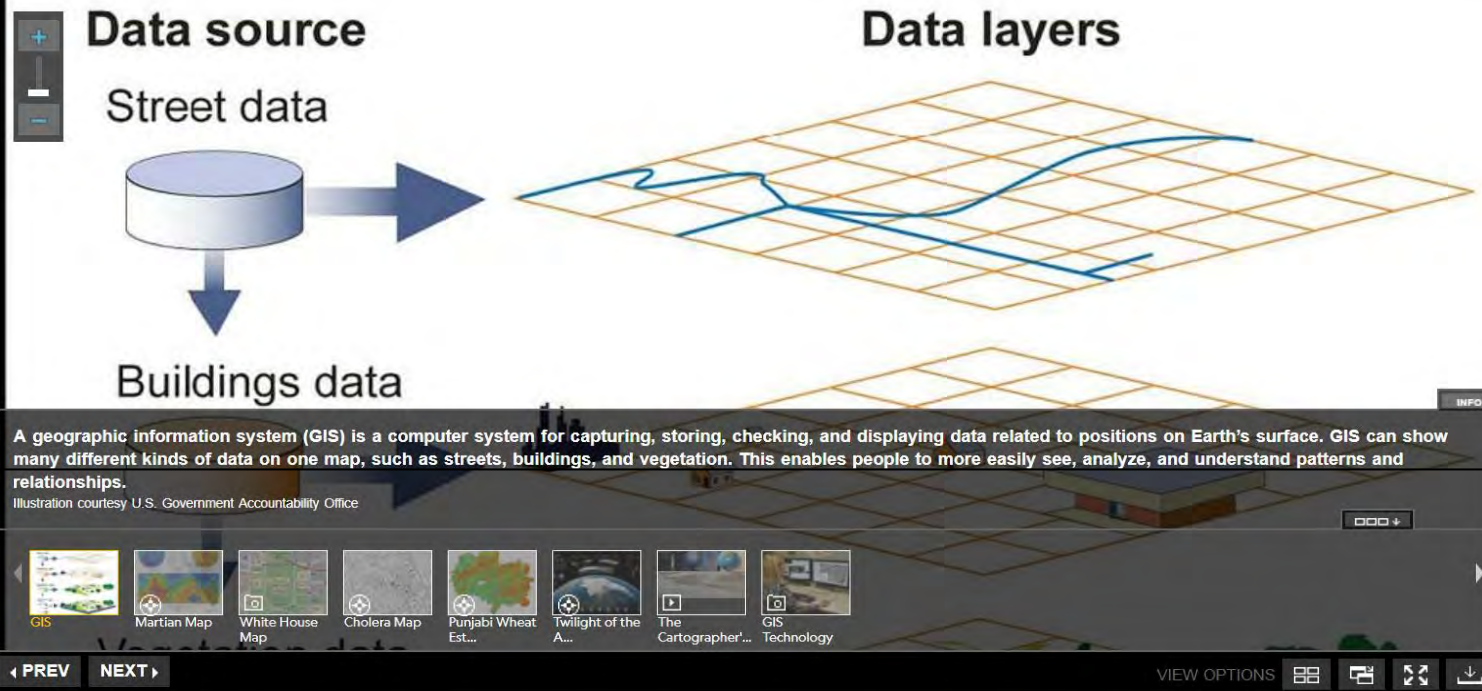 Data source
Data layers
Street data
Buildings data
INFO
A geographic information system (GIS) is a computer system for capturing, storing, checking, and displaying data related to positions on Earth's surface. GIS can show
many different kinds of data on one map, such as streets, buildings, and vegetation. This enables people to more easily see, analyze, and understand patterns and
relationships.
Illustration courtesy U.S. Government Accountability Office
GIS
Martian Map
White House
Map
Cholera Map
Punjabi Wheat
Est...
Twilight of the
A...
The
Cartographer'...
GIS
Technology
Vegetation data
PREV
NEXT
VIEW OPTIONS